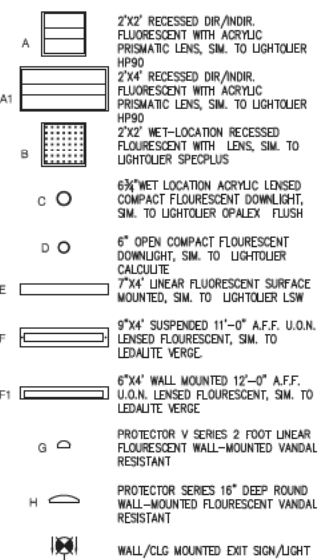 A
2'X2' RECESSED DIR/INDIR.
FLUORESCENT WITH ACRYLIC
PRISMATIC LENS, SIM. TO LIGHTOLIER
HP90
A1
2'X4' RECESSED DIR/INDIR.
FLUORESCENT WITH ACRYLIC
PRISMATIC LENS, SIM. TO LIGHTOLIER
HP90
B
2'X2' WET-LOCATION RECESSED
FLOURESCENT WITH LENS, SIM. TO
LIGHTOLIER SPECPLUS
C
6¾"WET LOCATION ACRYLIC LENSED
COMPACT FLOURESCENT DOWNLIGHT,
SIM. TO LIGHTOLIER OPALEX FLUSH
D
6" OPEN COMPACT FLOURESCENT
DOWNLIGHT, SIM. TO LIGHTOLIER
CALCULITE
E
7"X4' LINEAR FLUORESCENT SURFACE
MOUNTED, SIM. TO LIGHTOLIER LSW
F
9"X4' SUSPENDED 11'-0" A.F.F. U.O.N.
LENSED FLOURESCENT, SIM. TO
LEDALITE VERGE.
F1
6"X4' WALL MOUNTED 12'-0" A.F.F.
U.O.N. LENSED FLOURESCENT, SIM. TO
LEDALITE VERGE
G
PROTECTOR V SERIES 2 FOOT LINEAR
FLOURESCENT WALL-MOUNTED VANDAL
RESISTANT
H
PROTECTOR SERIES 16" DEEP ROUND
WALL-MOUNTED FLOURESCENT VANDAL
RESISTANT
WALL/CLG MOUNTED EXIT SIGN/LIGHT